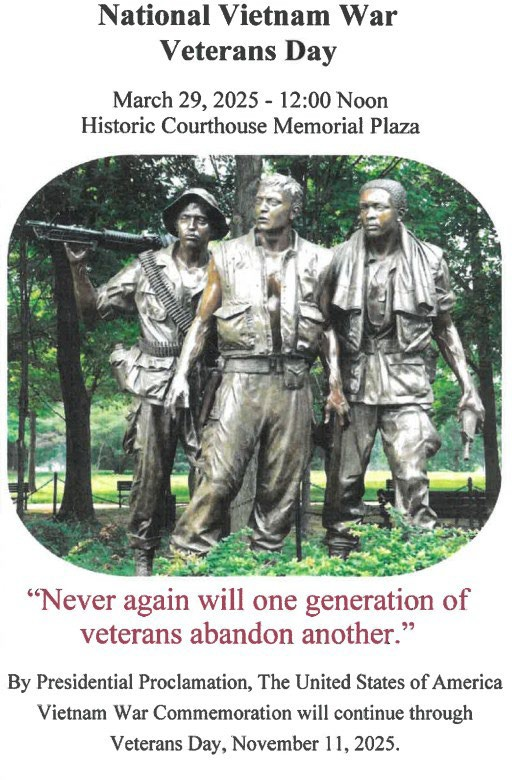 National Vietnam War
Veterans Day
March 29, 2025 - 12:00 Noon
Historic Courthouse Memorial Plaza
“Never again will one generation of
veterans abandon another.”
By Presidential Proclamation, The United States of America
Vietnam War Commemoration will continue through
Veterans Day, November 11, 2025.